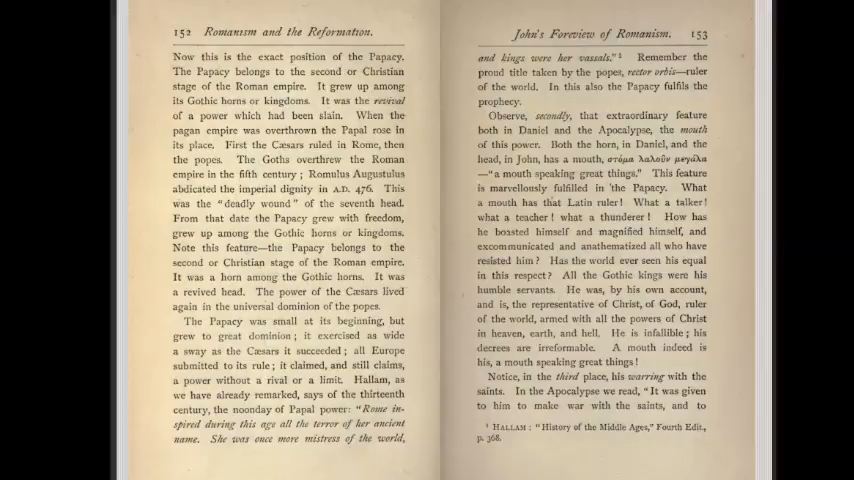 152 Romanism and the Reformation.
Now this is the exact position of the Papacy.
The Papacy belongs to the second or Christian
stage of the Roman empire. It grew up among
its Gothic horns or kingdoms. It was the revival
of a power which had been slain. When the
pagan empire was overthrown the Papal rose in
its place. First the Cæsars ruled in Rome, then
the popes. The Goths overthrew the Roman
empire in the fifth century ; Romulus Augustulus
abdicated the imperial dignity in A.D. 476. This
was the "deadly wound" of the seventh head.
From that date the Papacy grew with freedom,
grew up among the Gothic horns or kingdoms.
Note this feature—the Papacy belongs to the
second or Christian stage of the Roman empire.
It was a horn among the Gothic horns. It was
a revived head. The power of the Cæsars lived
again in the universal dominion of the popes.
The Papacy was small at its beginning, but
grew to great dominion ; it exercised as wide
a sway as the Cæsars it succeeded ; all Europe
submitted to its rule ; it claimed, and still claims,
a power without a rival or a limit. Hallam, as
we have already remarked, says of the thirteenth
century, the noonday of Papal power: "Rome in-
spired during this age all the terror of her ancient
name. She was once more mistress of the world,
John's Foreview of Romanism. 153
and kings were her vassals." ¹ Remember the
proud title taken by the popes, rector orbis—ruler
of the world. In this also the Papacy fulfils the
prophecy.
Observe, secondly, that extraordinary feature
both in Daniel and the Apocalypse, the mouth
of this power. Both the horn, in Daniel, and the
head, in John, has a mouth, στόμα λαλοῦν μεγάλα
—"a mouth speaking great things." This feature
is marvellously fulfilled in the Papacy. What
a mouth has that Latin ruler! What a talker!
what a teacher! what a thunderer! How has
he boasted himself and magnified himself, and
excommunicated and anathematized all who have
resisted him? Has the world ever seen his equal
in this respect? All the Gothic kings were his
humble servants. He was, by his own account,
and is, the representative of Christ, of God, ruler
of the world, armed with all the powers of Christ
in heaven, earth, and hell. He is infallible ; his
decrees are irreformable. A mouth indeed is
his, a mouth speaking great things!
Notice, in the third place, his warring with the
saints. In the Apocalypse we read, "It was given
to him to make war with the saints, and to
¹ HALLAM : "History of the Middle Ages," Fourth Edit.,
p. 368.